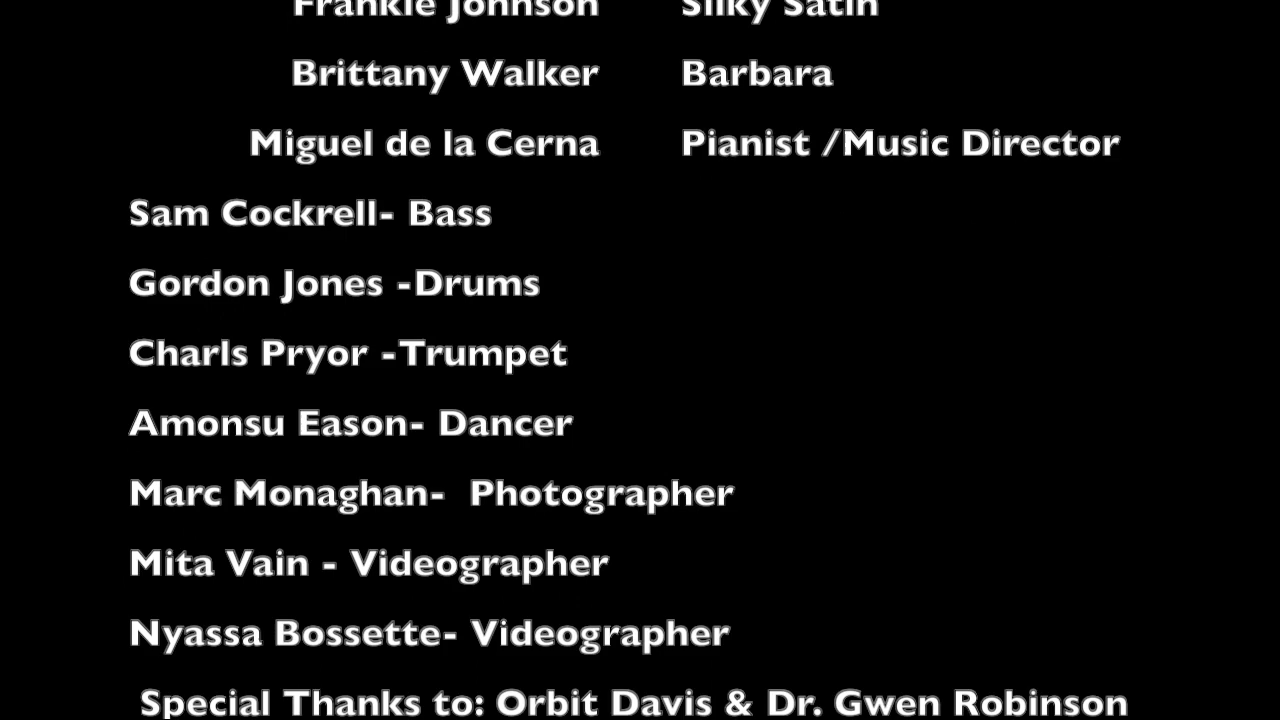 Frankie Johnson Silky Satin
Brittany Walker Barbara
Miguel de la Cerna Pianist /Music Director
Sam Cockrell- Bass
Gordon Jones -Drums
Charls Pryor -Trumpet
Amonsu Eason- Dancer
Marc Monaghan-  Photographer
Mita Vain - Videographer
Nyassa Bossette- Videographer
Special Thanks to: Orbit Davis & Dr. Gwen Robinson